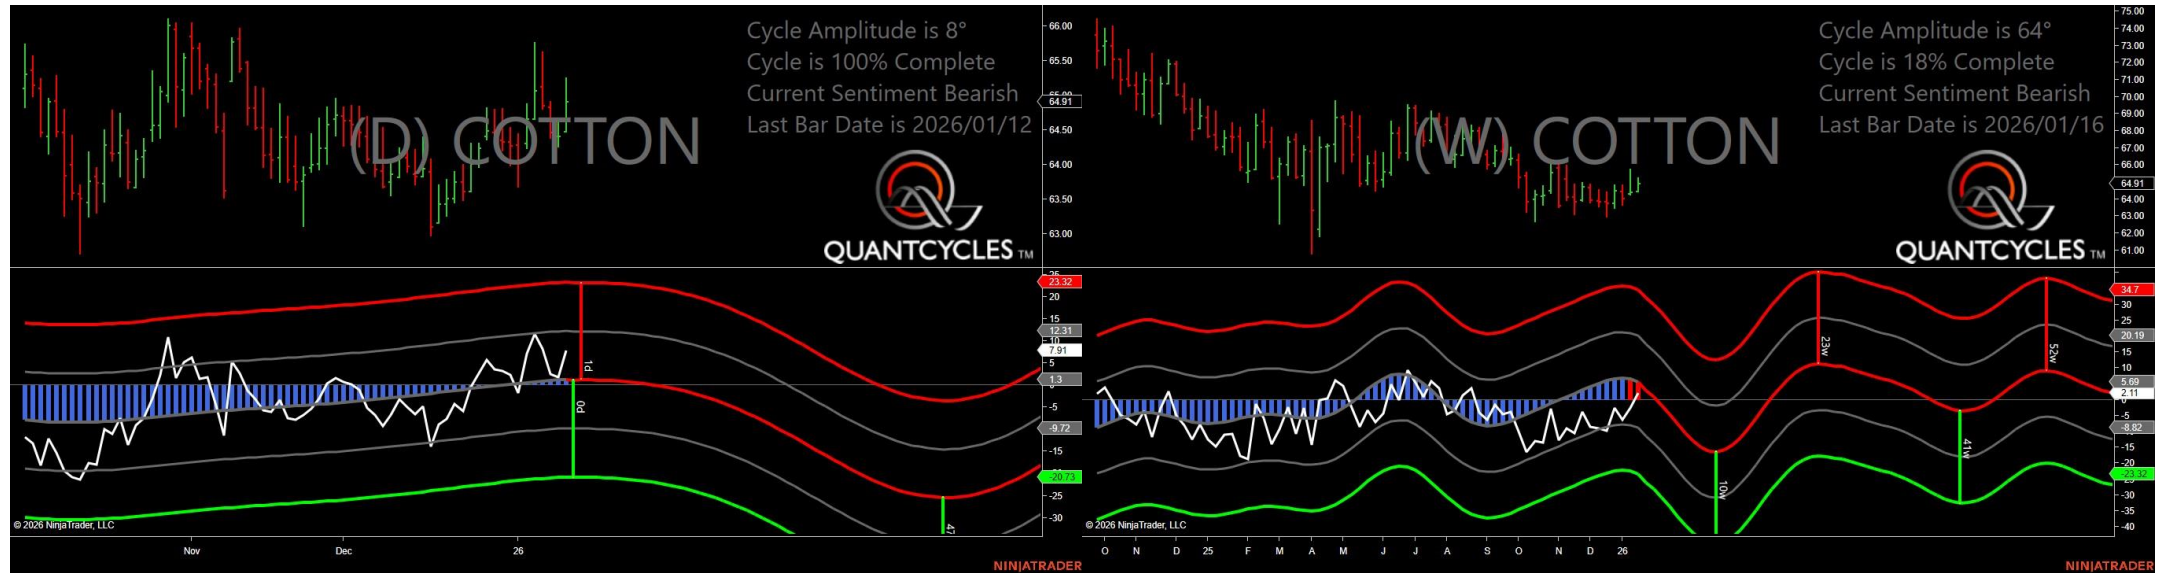 Cycle Amplitude is 8°
Cycle is 100% Complete
Current Sentiment Bearish
Last Bar Date is 2026/01/12
(D) COTTON
QUANTCYCLES TM
66.00
65.50
64.91
64.50
64.00
63.50
63.00
23.32
20
15
12.31
10
7.91
5
1.3
-5
-9.72
-15
-20.73
-25
-30
1d
0d
47
© 2026 NinjaTrader, LLC
Nov
Dec
26
NINJATRADER
Cycle Amplitude is 64°
Cycle is 18% Complete
Current Sentiment Bearish
Last Bar Date is 2026/01/16
(W) COTTON
QUANTCYCLES TM
75.00
74.00
73.00
72.00
71.00
70.00
69.00
68.00
67.00
66.00
64.91
64.00
63.00
62.00
61.00
34.7
30
25
20.19
15
10
5.69
2.11
-5
-8.82
-15
-20
-23.32
-30
-35
-40
10w
23w
41w
52w
© 2026 NinjaTrader, LLC
O N D 25 F M A M J J A S O N D 26
NINJATRADER